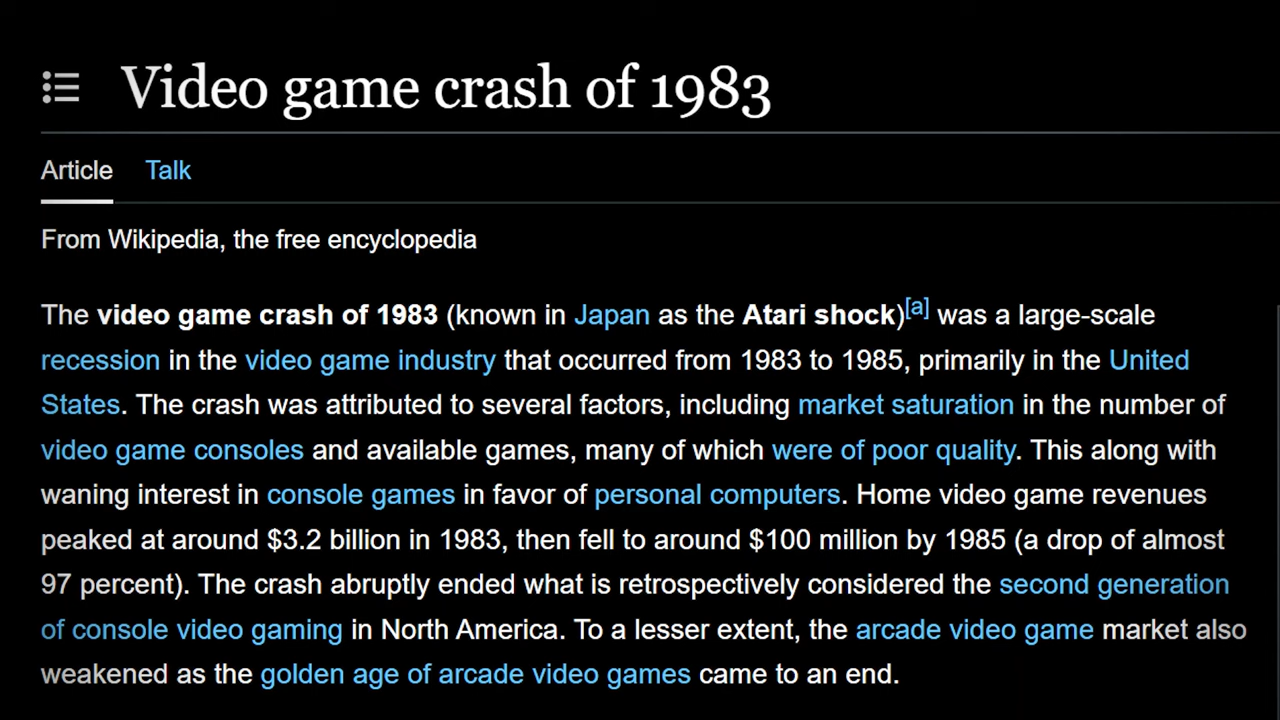 Video game crash of 1983
Article Talk
From Wikipedia, the free encyclopedia
The video game crash of 1983 (known in Japan as the Atari shock)[a] was a large-scale
recession in the video game industry that occurred from 1983 to 1985, primarily in the United
States. The crash was attributed to several factors, including market saturation in the number of
video game consoles and available games, many of which were of poor quality. This along with
waning interest in console games in favor of personal computers. Home video game revenues
peaked at around $3.2 billion in 1983, then fell to around $100 million by 1985 (a drop of almost
97 percent). The crash abruptly ended what is retrospectively considered the second generation
of console video gaming in North America. To a lesser extent, the arcade video game market also
weakened as the golden age of arcade video games came to an end.